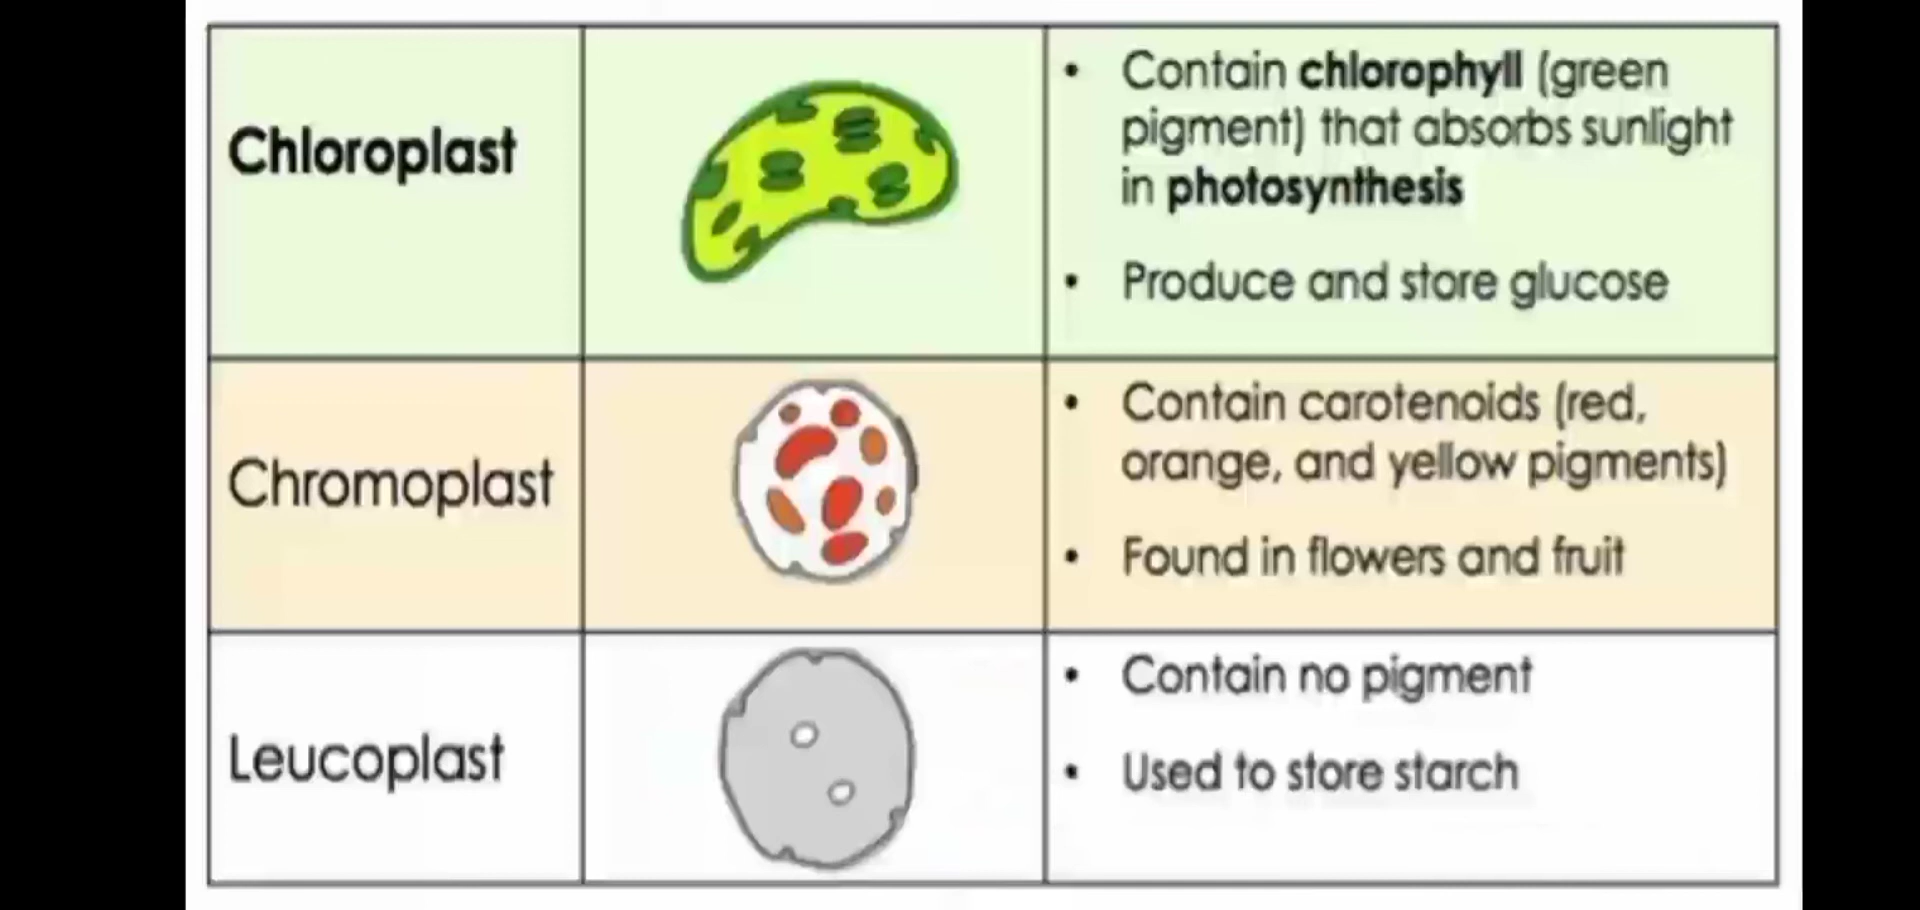 Chloroplast
• Contain chlorophyll (green
pigment) that absorbs sunlight
in photosynthesis
• Produce and store glucose
Chromoplast
• Contain carotenoids (red,
orange, and yellow pigments)
• Found in flowers and fruit
Leucoplast
• Contain no pigment
• Used to store starch